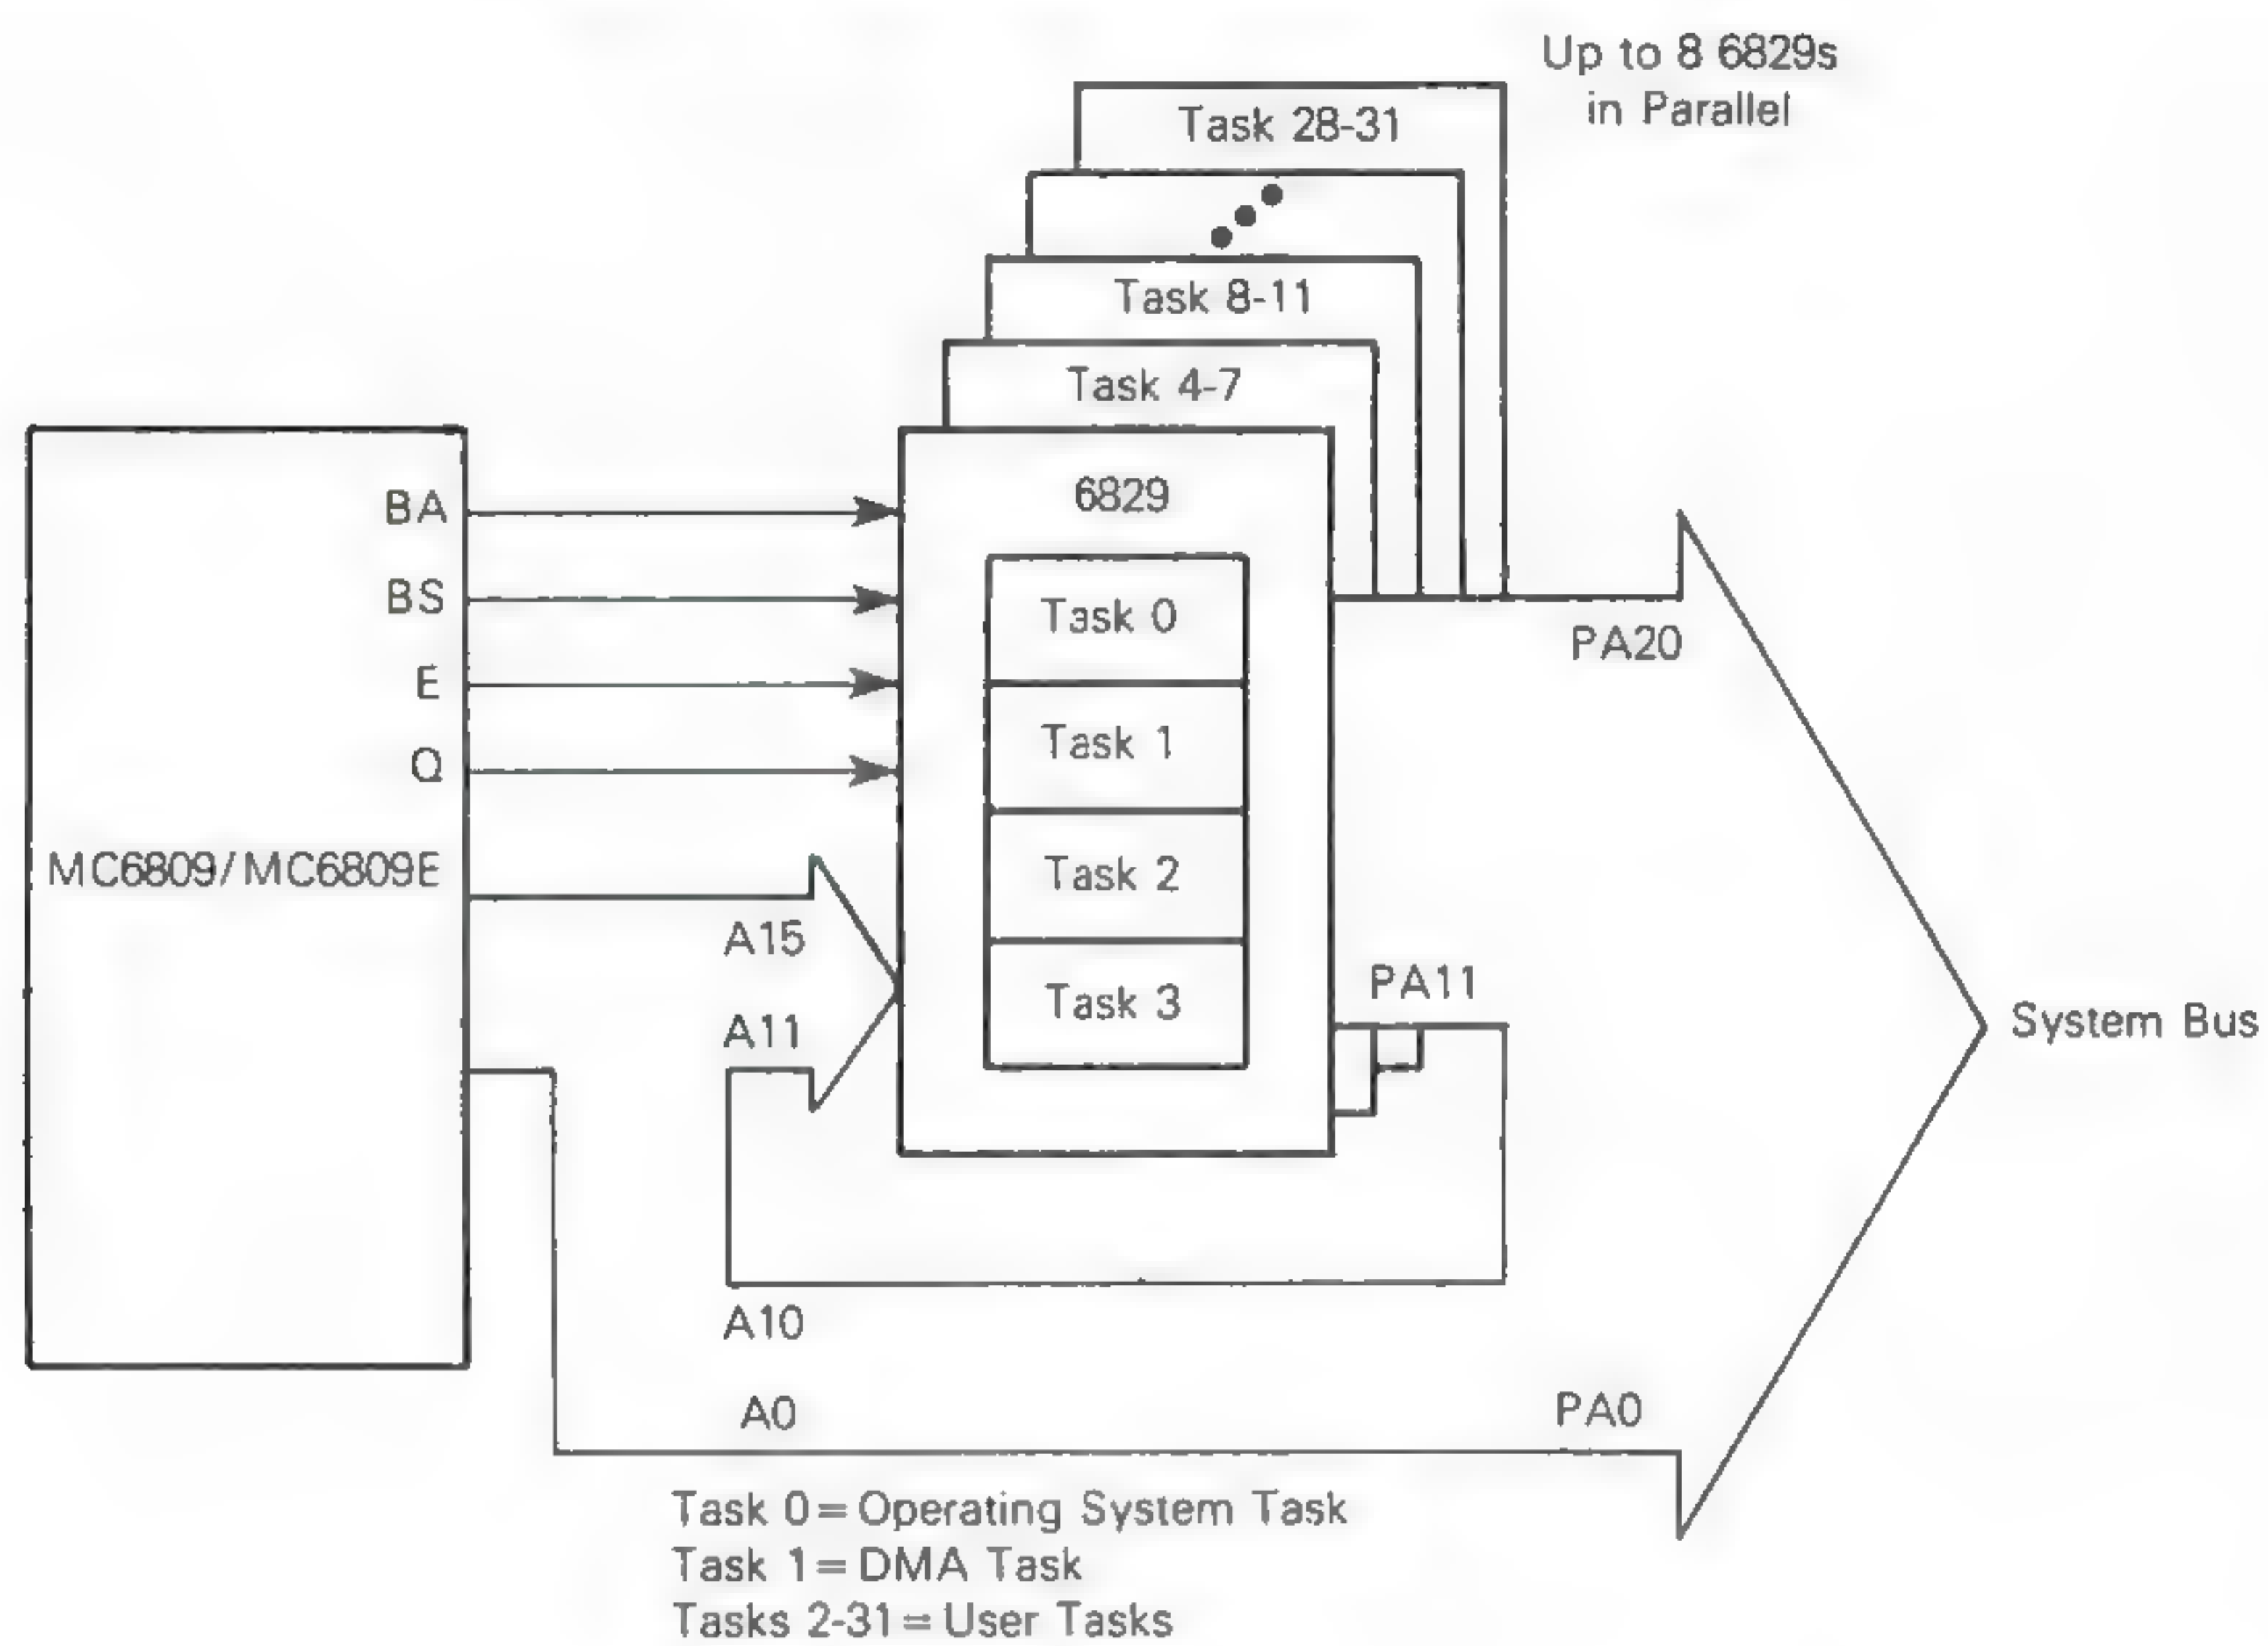 Up to 8 6829s
in Parallel
Task 28-31
Task 8-11
Task 4-7
6829
BA
BS
E
Q
MC6809/MC6809E
Task 0
Task 1
Task 2
Task 3
PA20
A15
A11
PA11
System Bus
A10
A0
PA0
Task 0=Operating System Task
Task 1=DMA Task
Tasks 2-31=User Tasks